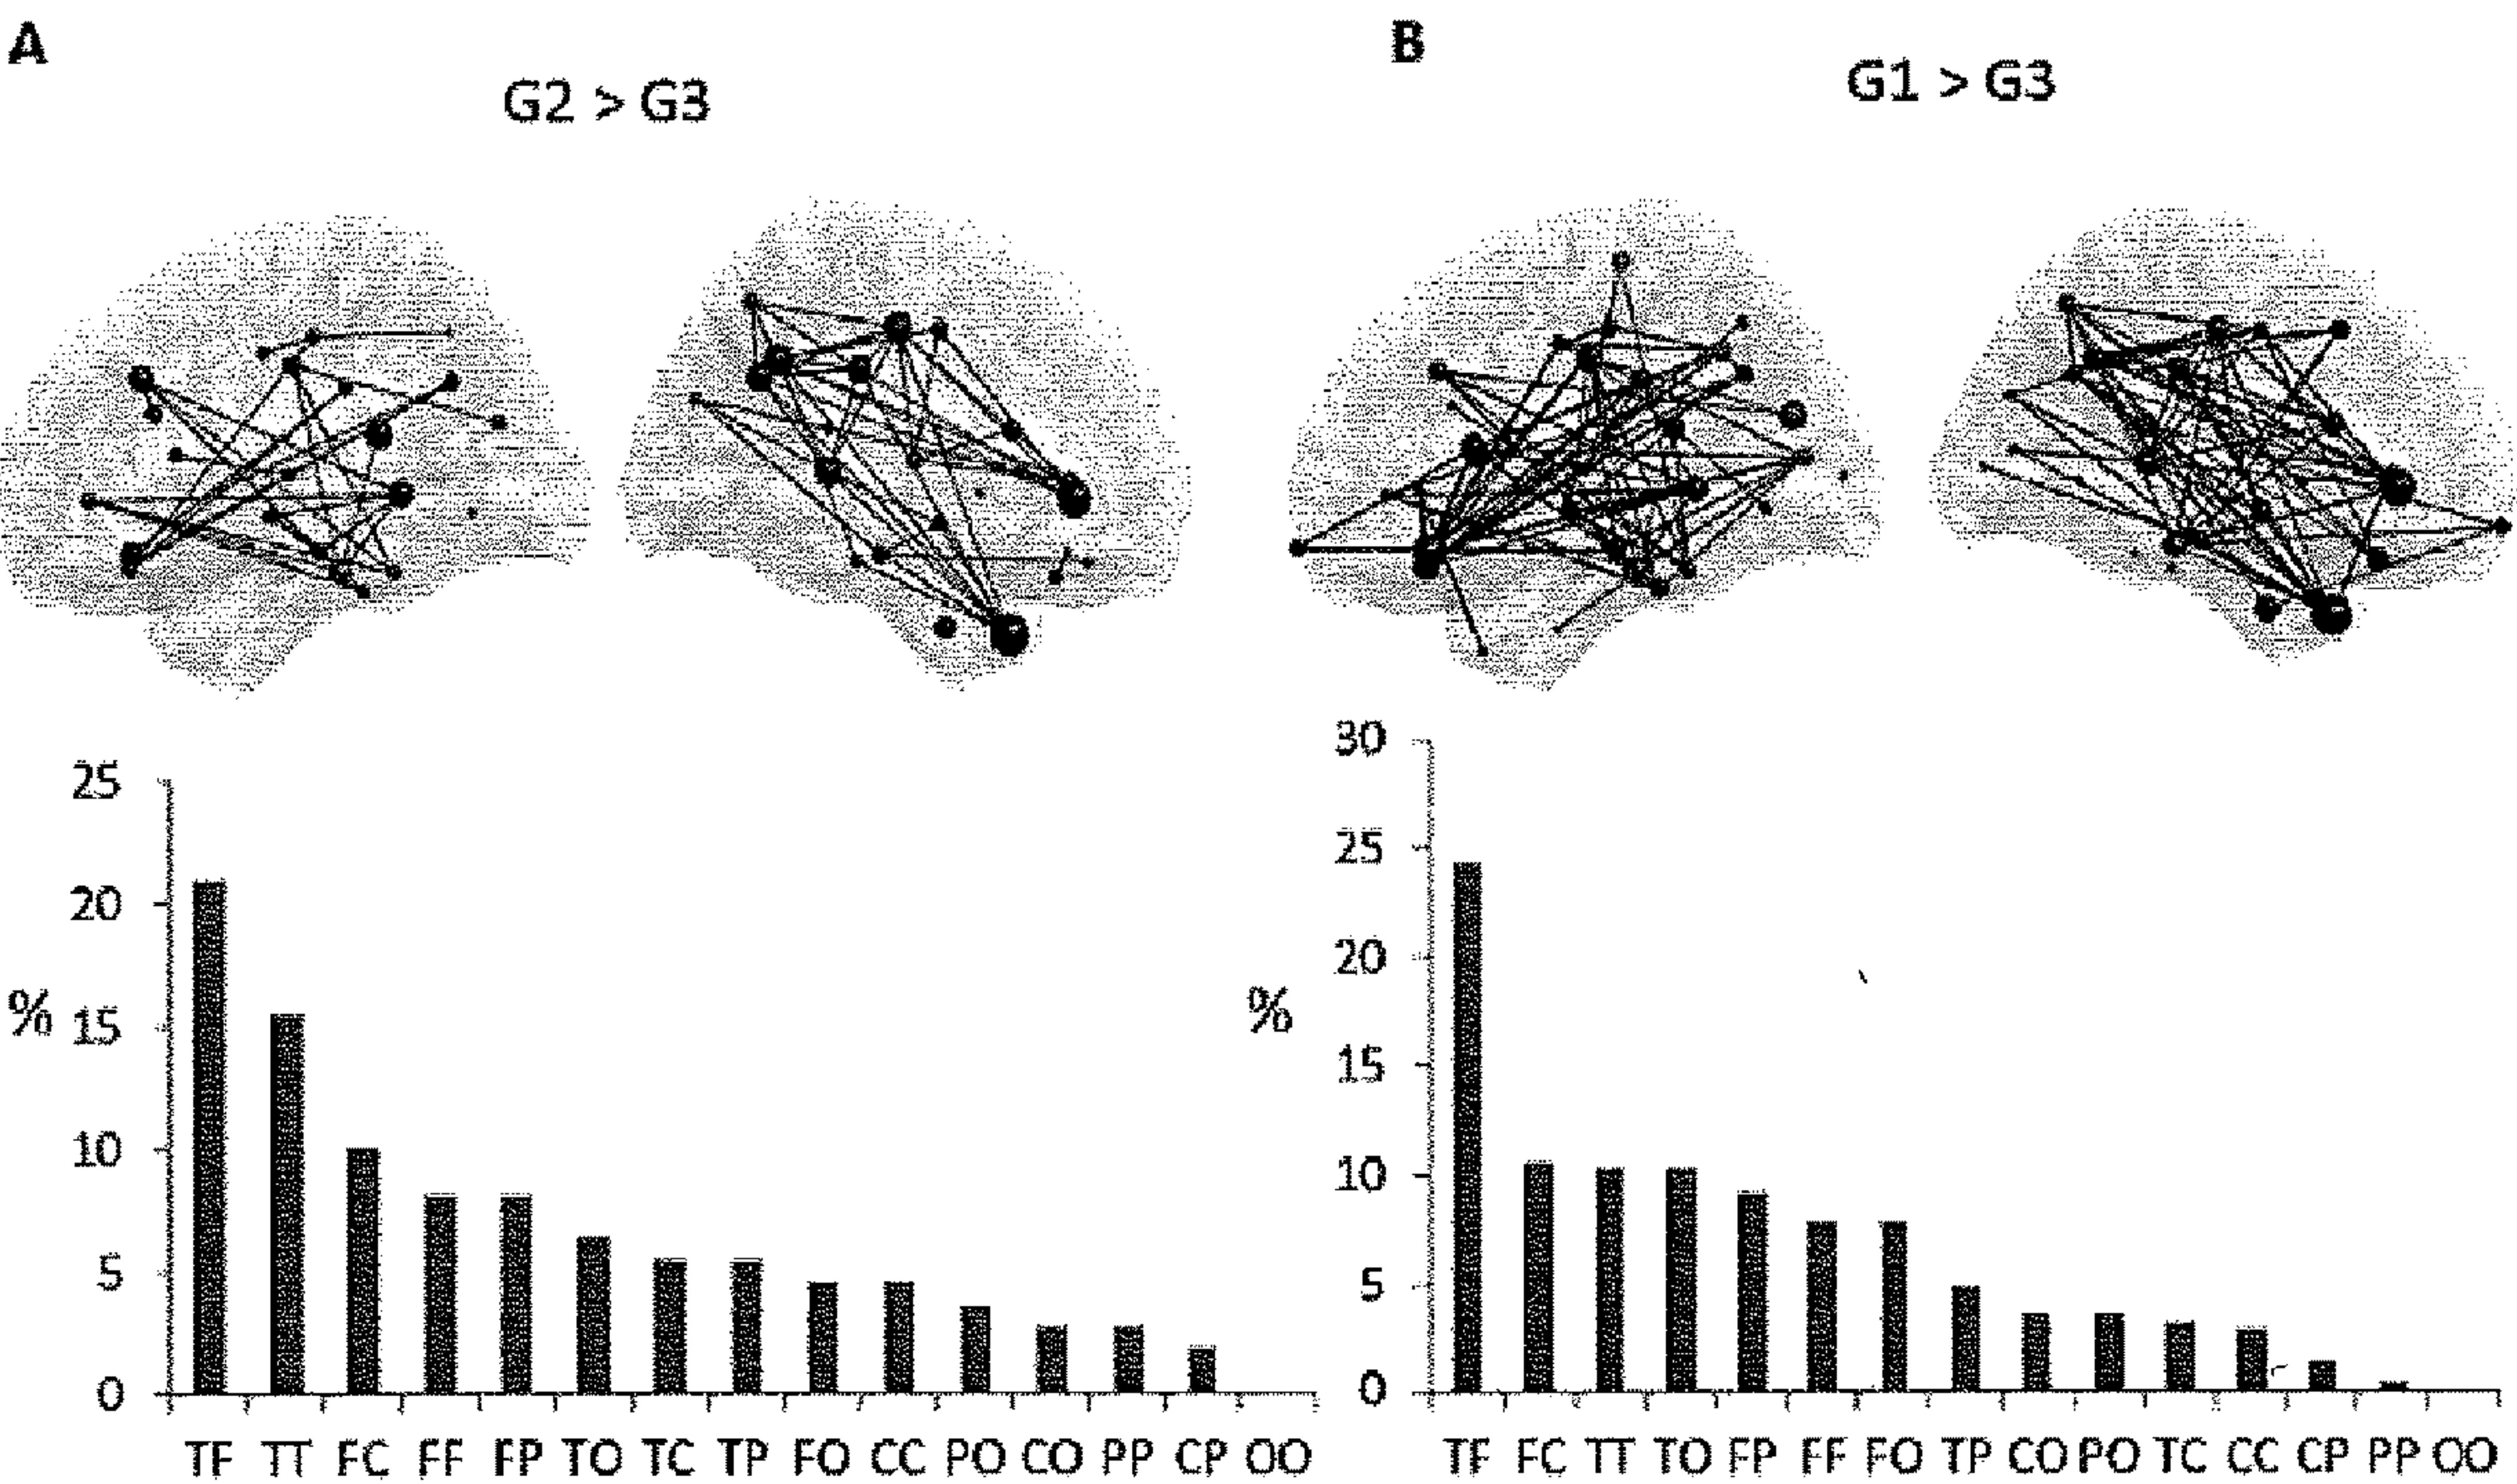 A
G2 > G3
25
20
% 15
10
5
0
TF TT FC FF FP TO TC TP FO CC PO CO PP CP OO
B
G1 > G3
30
25
20
%
15
10
5
0
TF FC TT TO FP FF FO TP CO PO TC CC CP PP OO